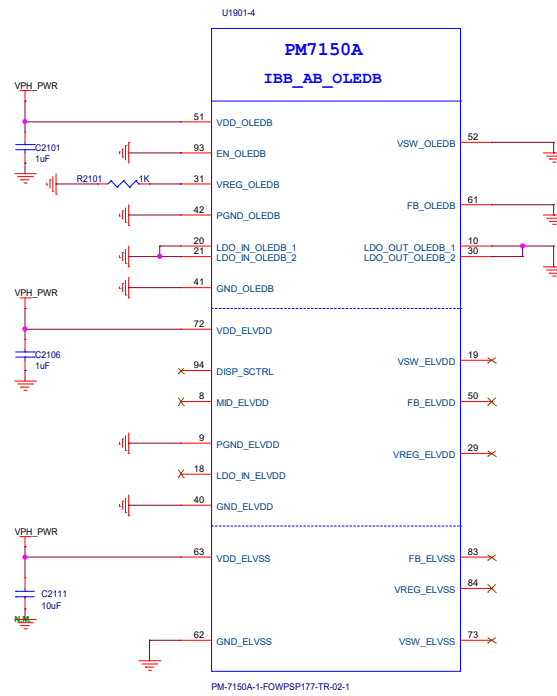 U1901-4
PM7150A
IBB_AB_OLEDB
VPH_PWR
51 VDD_OLEDB
C2101
1uF
VSW_OLEDB 52
93 EN_OLEDB
R2101 1K 31 VREG_OLEDB
FB_OLEDB 61
42 PGND_OLEDB
20 LDO_IN_OLEDB_1 LDO_OUT_OLEDB_1 10
21 LDO_IN_OLEDB_2 LDO_OUT_OLEDB_2 30
41 GND_OLEDB
VPH_PWR
72 VDD_ELVDD
C2106
1uF
VSW_ELVDD 19
94 DISP_SCTRL
8 MID_ELVDD FB_ELVDD 50
9 PGND_ELVDD
VREG_ELVDD 29
18 LDO_IN_ELVDD
40 GND_ELVDD
VPH_PWR
63 VDD_ELVSS FB_ELVSS 83
VREG_ELVSS 84
C2111
10uF
N.M
62 GND_ELVSS VSW_ELVSS 73
PM-7150A-1-FOWPSP177-TR-02-1